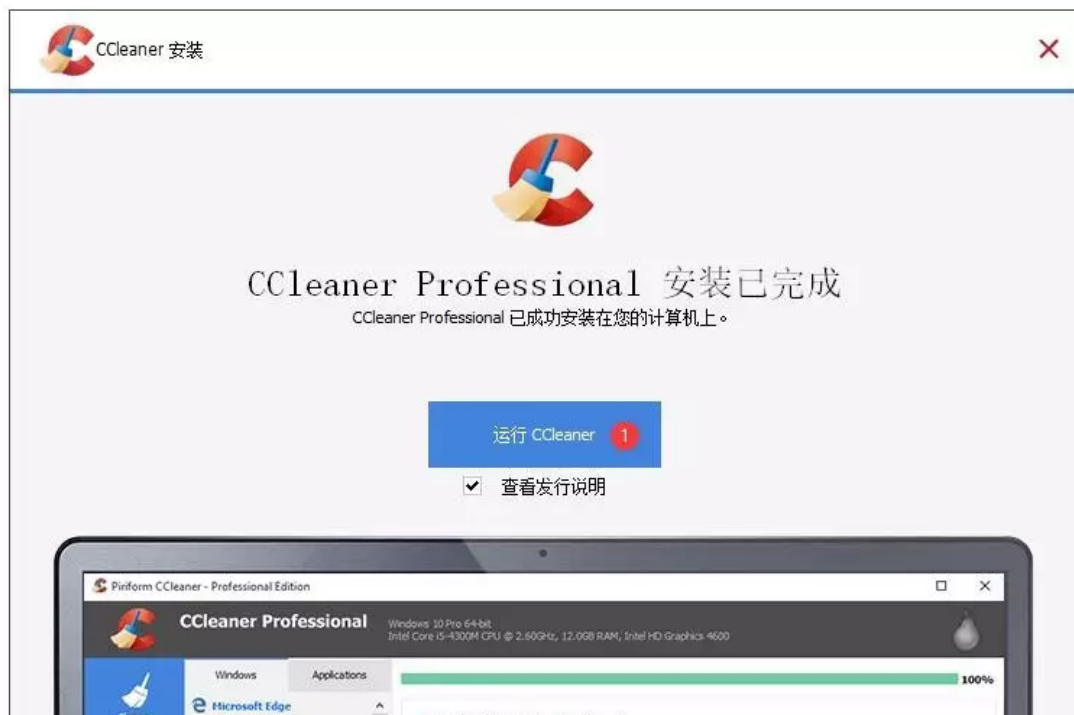 CCleaner 安装
CCleaner Professional 安装已完成
CCleaner Professional 已成功安装在您的计算机上。
运行 CCleaner 1
查看发行说明
Piriform CCleaner - Professional Edition
CCleaner Professional
Windows 10 Pro 64-bit
Intel Core i5-4300M CPU @ 2.60GHz, 12.0GB RAM, Intel HD Graphics 4600
Windows Applications
100%
Microsoft Edge